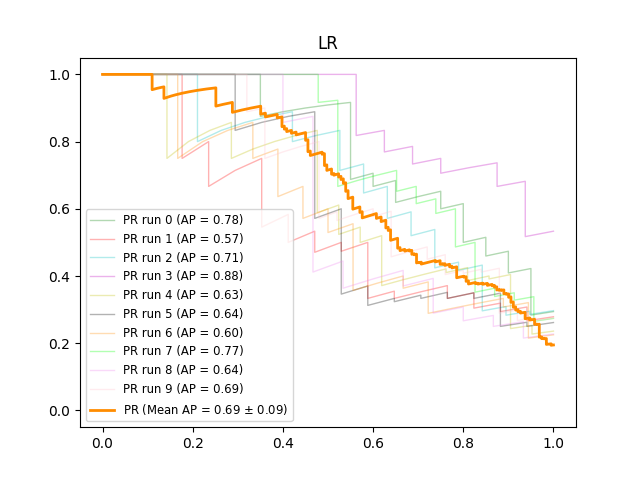 LR
1.0
0.8
0.6
0.4
0.2
0.0
PR run 0 (AP = 0.78)
PR run 1 (AP = 0.57)
PR run 2 (AP = 0.71)
PR run 3 (AP = 0.88)
PR run 4 (AP = 0.63)
PR run 5 (AP = 0.64)
PR run 6 (AP = 0.60)
PR run 7 (AP = 0.77)
PR run 8 (AP = 0.64)
PR run 9 (AP = 0.69)
PR (Mean AP = 0.69 ± 0.09)
0.0 0.2 0.4 0.6 0.8 1.0